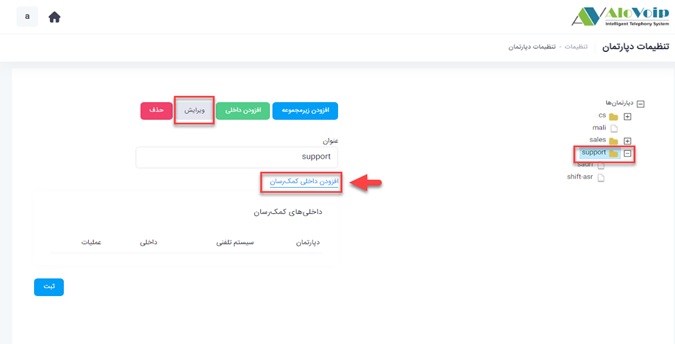 a
AloVoip
Intelligent Telephony System
تنظیمات دپارتمان
تنظیمات - تنظیمات دپارتمان
افزودن زیرمجموعه
افزودن داخلی
ویرایش
حذف
عنوان
support
افزودن داخلی کمک‌رسان
داخلی‌های کمک‌رسان
دپارتمان سیستم تلفنی داخلی عملیات
ثبت
دپارتمان‌ها
cs
mali
sales
support
sadri
shift-asr